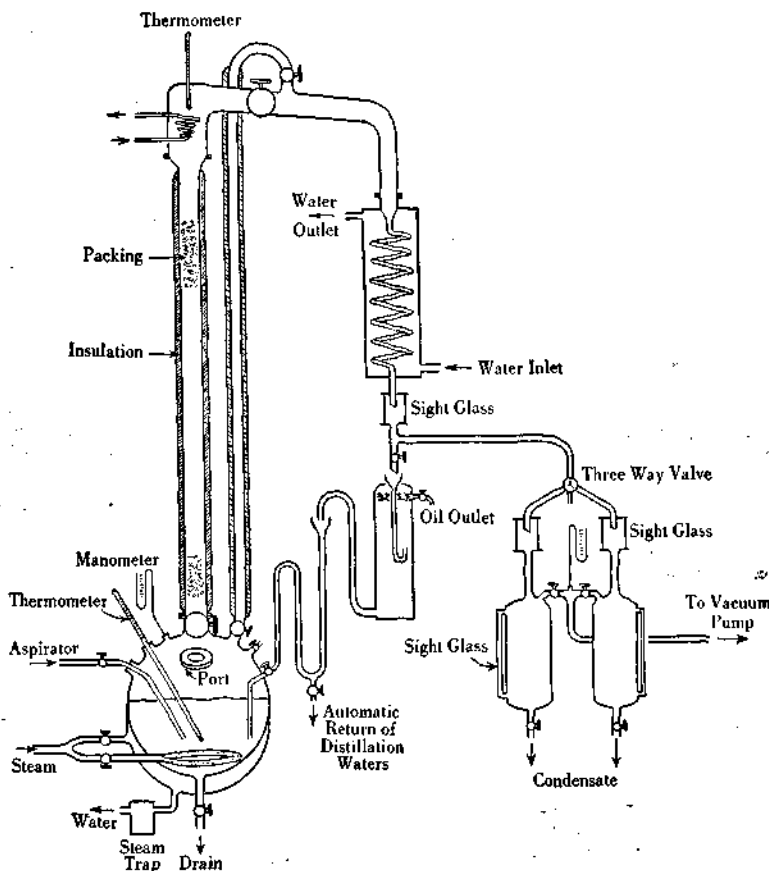 Thermometer
Water
Outlet
Packing
Insulation
Water Inlet
Sight Glass
Three Way Valve
Oil Outlet
Sight Glass
Manometer
Thermometer
To Vacuum
Pump
Aspirator
Sight Glass
Port
Automatic
Return of
Distillation
Waters
Steam
Condensate
Water
Steam
Trap
Drain